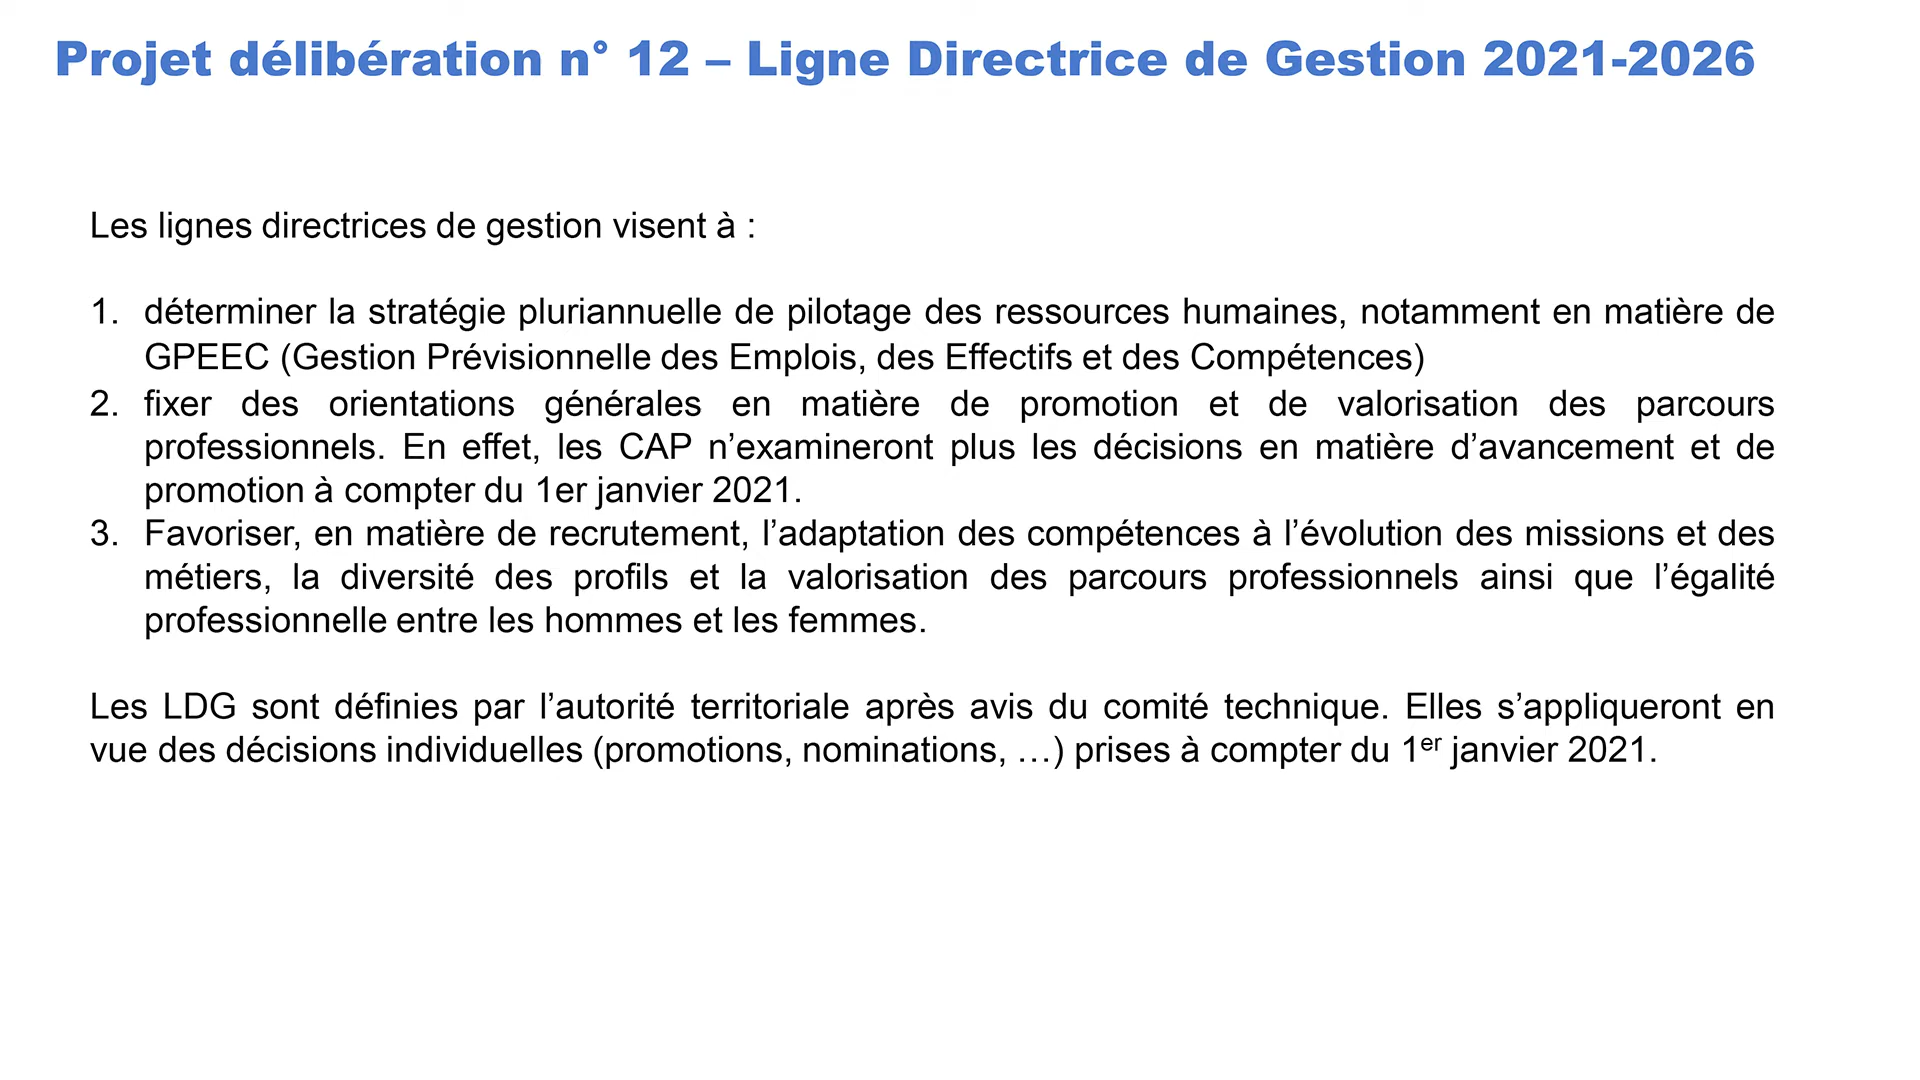 Projet délibération n° 12 – Ligne Directrice de Gestion 2021-2026
Les lignes directrices de gestion visent à :
1. déterminer la stratégie pluriannuelle de pilotage des ressources humaines, notamment en matière de
GPEEC (Gestion Prévisionnelle des Emplois, des Effectifs et des Compétences)
2. fixer des orientations générales en matière de promotion et de valorisation des parcours
professionnels. En effet, les CAP n’examineront plus les décisions en matière d’avancement et de
promotion à compter du 1er janvier 2021.
3. Favoriser, en matière de recrutement, l’adaptation des compétences à l’évolution des missions et des
métiers, la diversité des profils et la valorisation des parcours professionnels ainsi que l’égalité
professionnelle entre les hommes et les femmes.
Les LDG sont définies par l’autorité territoriale après avis du comité technique. Elles s’appliqueront en
vue des décisions individuelles (promotions, nominations, …) prises à compter du 1er janvier 2021.